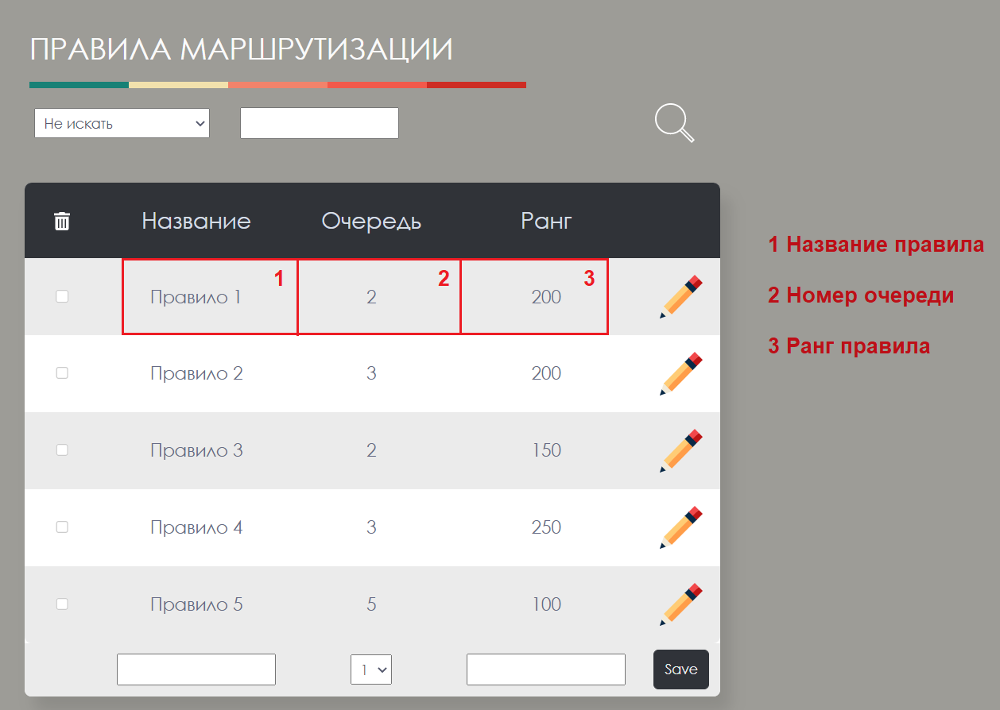 ПРАВИЛА МАРШРУТИЗАЦИИ
Не искать
Название Очередь Ранг
1 2 3
Правило 1 2 200
Правило 2 3 200
Правило 3 2 150
Правило 4 3 250
Правило 5 5 100
1 Save
1 Название правила
2 Номер очереди
3 Ранг правила